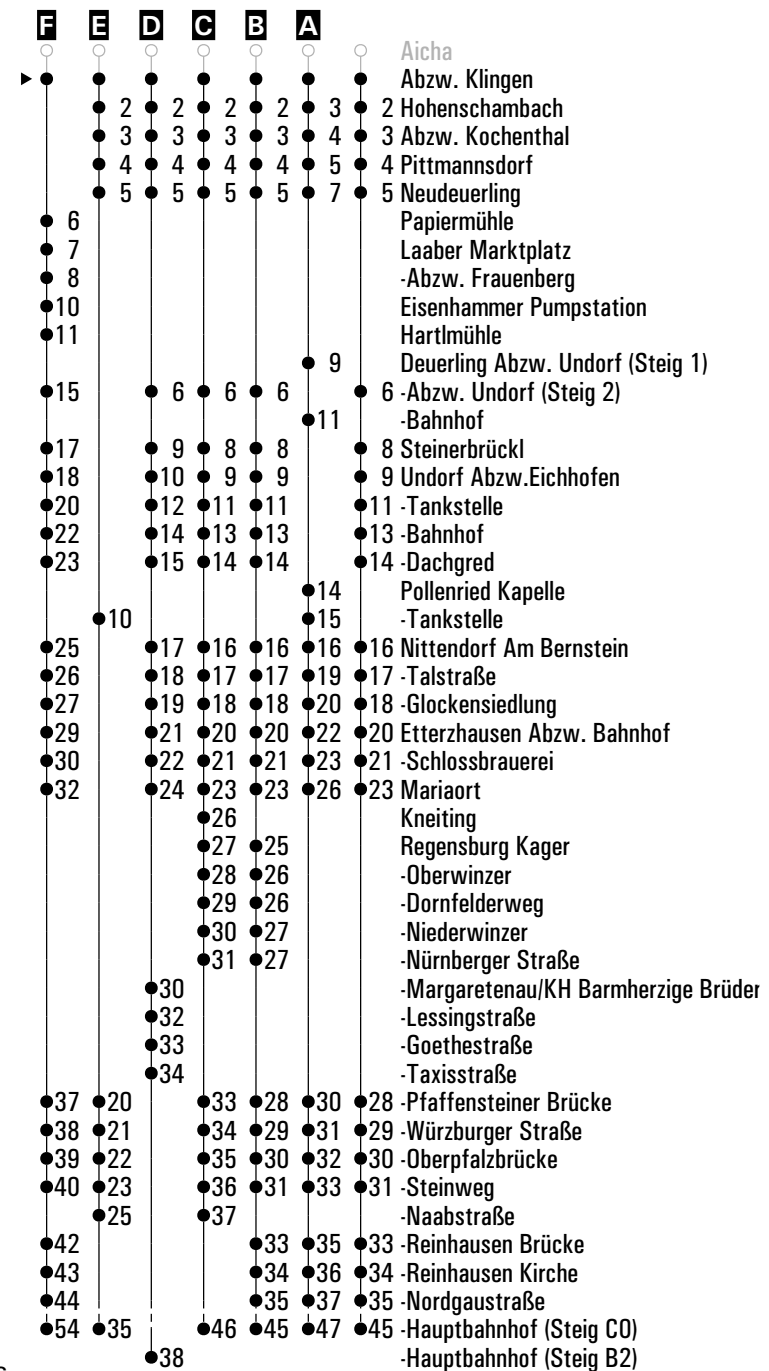 F E D C B A
Aicha
Abzw. Klingen
2 2 2 2 3 2 Hohenschambach
3 3 3 3 4 3 Abzw. Kochenthal
4 4 4 4 5 4 Pittmannsdorf
5 5 5 5 7 5 Neudeuerling
6 Papiermühle
7 Laaber Marktplatz
8 -Abzw. Frauenberg
10 Eisenhammer Pumpstation
11 Hartlmühle
9 Deuerling Abzw. Undorf (Steig 1)
15 6 6 6 6 -Abzw. Undorf (Steig 2)
11 -Bahnhof
17 9 8 8 8 Steinerbrückl
18 10 9 9 9 Undorf Abzw.Eichhofen
20 12 11 11 11 -Tankstelle
22 14 13 13 13 -Bahnhof
23 15 14 14 14 -Dachgred
14 Pollenried Kapelle
10 15 -Tankstelle
25 17 16 16 16 16 Nittendorf Am Bernstein
26 18 17 17 19 17 -Talstraße
27 19 18 18 20 18 -Glockensiedlung
29 21 20 20 22 20 Etterzhausen Abzw. Bahnhof
30 22 21 21 23 21 -Schlossbrauerei
32 24 23 23 26 23 Mariaort
26 Kneiting
27 25 Regensburg Kager
28 26 -Oberwinzer
29 26 -Dornfelderweg
30 27 -Niederwinzer
31 27 -Nürnberger Straße
30 -Margaretenau/KH Barmherzige Brüder
32 -Lessingstraße
33 -Goethestraße
34 -Taxisstraße
37 20 33 28 30 28 -Pfaffensteiner Brücke
38 21 34 29 31 29 -Würzburger Straße
39 22 35 30 32 30 -Oberpfalzbrücke
40 23 36 31 33 31 -Steinweg
25 37 -Naabstraße
42 33 35 33 -Reinhausen Brücke
43 34 36 34 -Reinhausen Kirche
44 35 37 35 -Nordgaustraße
54 35 46 45 47 45 -Hauptbahnhof (Steig C0)
38 -Hauptbahnhof (Steig B2)